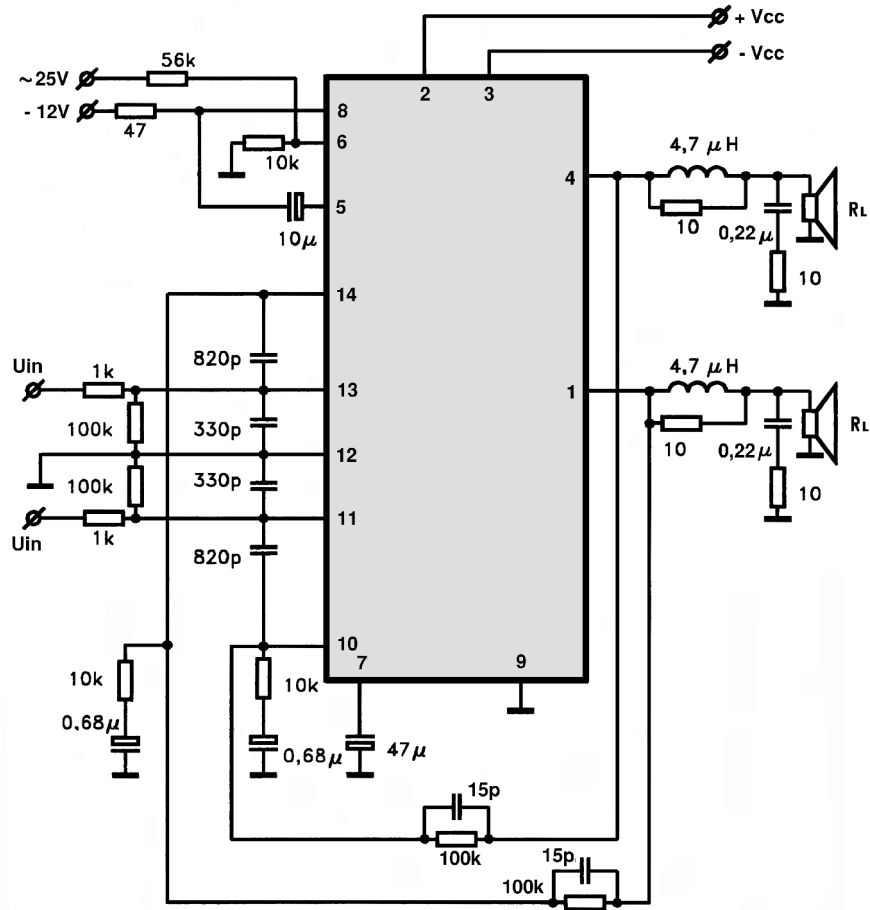 + Vcc
- Vcc
56k
~25V
- 12V
47
2
3
8
10k
6
4,7 μH
4
5
10μ
10
0,22μ
RL
10
14
820p
Uin
1k
13
4,7 μH
1
100k
330p
10
0,22μ
RL
12
100k
330p
10
11
Uin
1k
820p
10
7
9
10k
10k
0,68μ
0,68μ
47μ
15p
100k
15p
100k